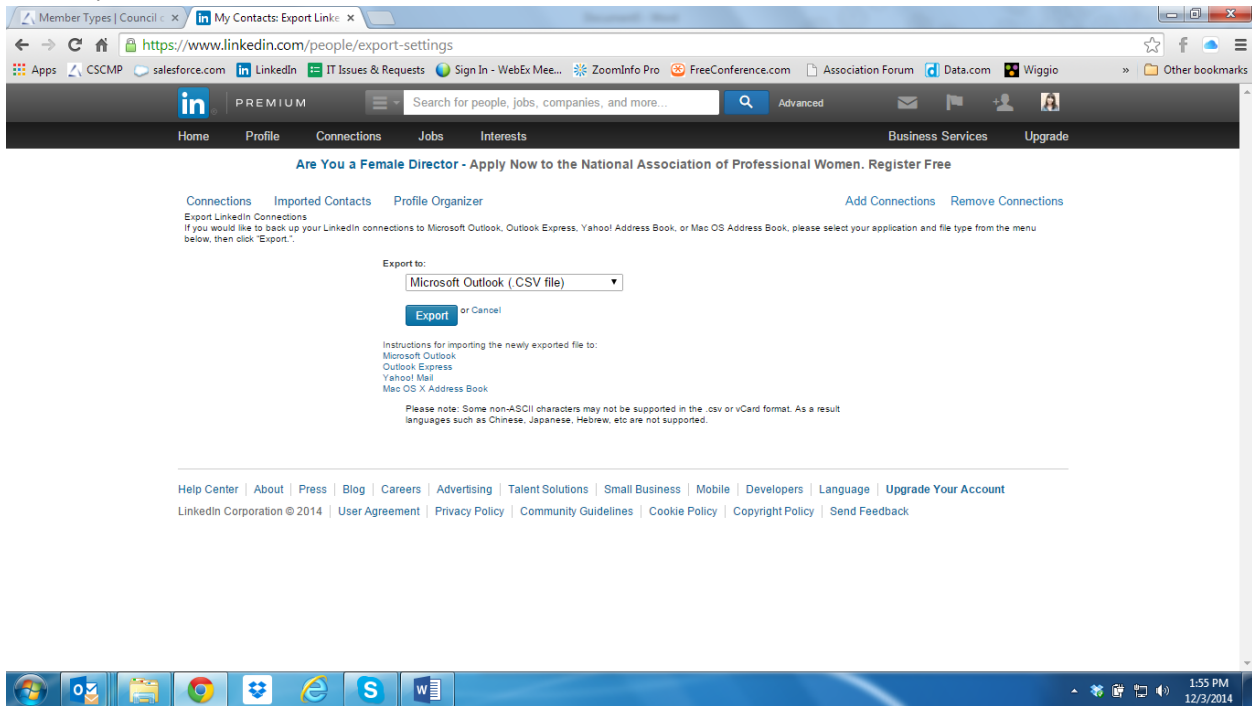 Member Types | Council c
in My Contacts: Export Linke
https://www.linkedin.com/people/export-settings
Apps CSCMP salesforce.com LinkedIn IT Issues & Requests Sign In - WebEx Mee... ZoomInfo Pro FreeConference.com Association Forum Data.com Wiggio » Other bookmarks
in PREMIUM Search for people, jobs, companies, and more... Advanced
Home Profile Connections Jobs Interests Business Services Upgrade
Are You a Female Director - Apply Now to the National Association of Professional Women. Register Free
Connections Imported Contacts Profile Organizer Add Connections Remove Connections
Export LinkedIn Connections
If you would like to back up your LinkedIn connections to Microsoft Outlook, Outlook Express, Yahoo! Address Book, or Mac OS Address Book, please select your application and file type from the menu
below, then click "Export.".
Export to:
Microsoft Outlook (.CSV file)
Export or Cancel
Instructions for importing the newly exported file to:
Microsoft Outlook
Outlook Express
Yahoo! Mail
Mac OS X Address Book
Please note: Some non-ASCII characters may not be supported in the .csv or vCard format. As a result
languages such as Chinese, Japanese, Hebrew, etc are not supported.
Help Center | About | Press | Blog | Careers | Advertising | Talent Solutions | Small Business | Mobile | Developers | Language | Upgrade Your Account
LinkedIn Corporation © 2014 | User Agreement | Privacy Policy | Community Guidelines | Cookie Policy | Copyright Policy | Send Feedback
1:55 PM
12/3/2014